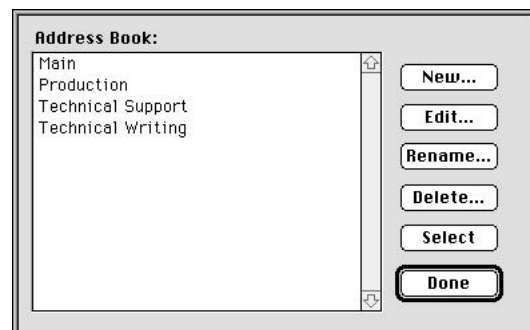 Address Book:
Main
Production
Technical Support
Technical Writing
New...
Edit...
Rename...
Delete...
Select
Done